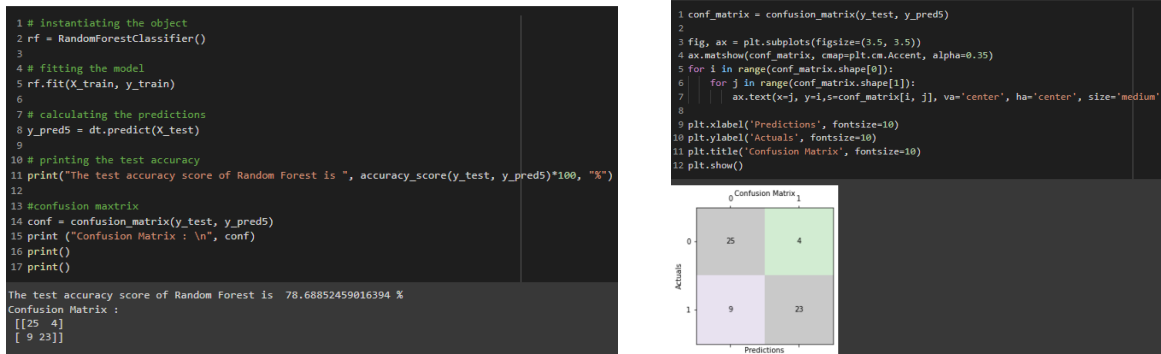 1 # instantiating the object
2 rf = RandomForestClassifier()
3
4 # fitting the model
5 rf.fit(X_train, y_train)
6
7 # calculating the predictions
8 y_pred5 = dt.predict(X_test)
9
10 # printing the test accuracy
11 print("The test accuracy score of Random Forest is ", accuracy_score(y_test, y_pred5)*100, "%")
12
13 #confusion maxtrix
14 conf = confusion_matrix(y_test, y_pred5)
15 print ("Confusion Matrix : \n", conf)
16 print()
17 print()
The test accuracy score of Random Forest is  78.68852459016394 %
Confusion Matrix :
[[25  4]
[ 9 23]]
1 conf_matrix = confusion_matrix(y_test, y_pred5)
2
3 fig, ax = plt.subplots(figsize=(3.5, 3.5))
4 ax.matshow(conf_matrix, cmap=plt.cm.Accent, alpha=0.35)
5 for i in range(conf_matrix.shape[0]):
6     for j in range(conf_matrix.shape[1]):
7         ax.text(x=j, y=i,s=conf_matrix[i, j], va='center', ha='center', size='medium'
8
9 plt.xlabel('Predictions', fontsize=10)
10 plt.ylabel('Actuals', fontsize=10)
11 plt.title('Confusion Matrix', fontsize=10)
12 plt.show()
Confusion Matrix
0 1
0 25 4
Actuals
1 9 23
Predictions